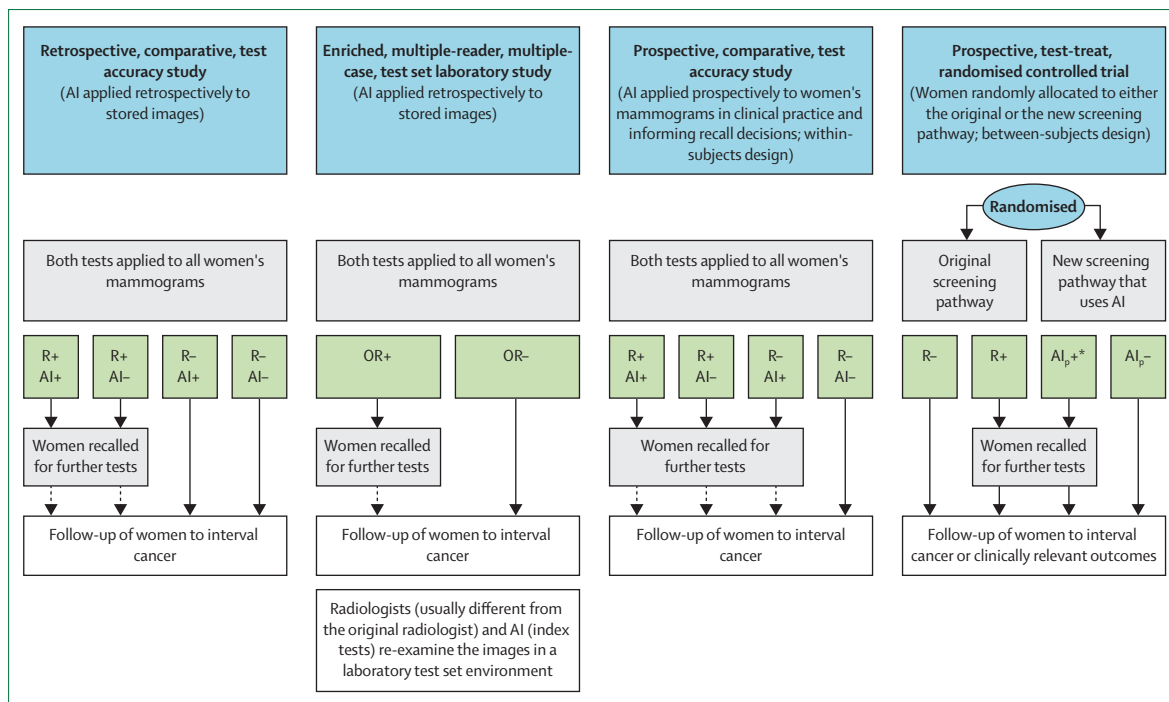 Retrospective, comparative, test
accuracy study
(AI applied retrospectively to
stored images)
Both tests applied to all women's
mammograms
R+
AI+
R+
AI–
R–
AI+
R–
AI–
Women recalled
for further tests
Follow-up of women to interval
cancer
Enriched, multiple-reader, multiple-
case, test set laboratory study
(AI applied retrospectively to
stored images)
Both tests applied to all women's
mammograms
OR+
OR–
Women recalled
for further tests
Follow-up of women to interval
cancer
Radiologists (usually different from
the original radiologist) and AI (index
tests) re-examine the images in a
laboratory test set environment
Prospective, comparative, test
accuracy study
(AI applied prospectively to women's
mammograms in clinical practice and
informing recall decisions; within-
subjects design)
Both tests applied to all women's
mammograms
R+
AI+
R+
AI–
R–
AI+
R–
AI–
Women recalled for
further tests
Follow-up of women to interval
cancer
Prospective, test-treat,
randomised controlled trial
(Women randomly allocated to either
the original or the new screening
pathway; between-subjects design)
Randomised
Original
screening
pathway
New screening
pathway that
uses AI
R–
R+
AIp+*
AIp–
Women recalled
for further tests
Follow-up of women to interval
cancer or clinically relevant outcomes